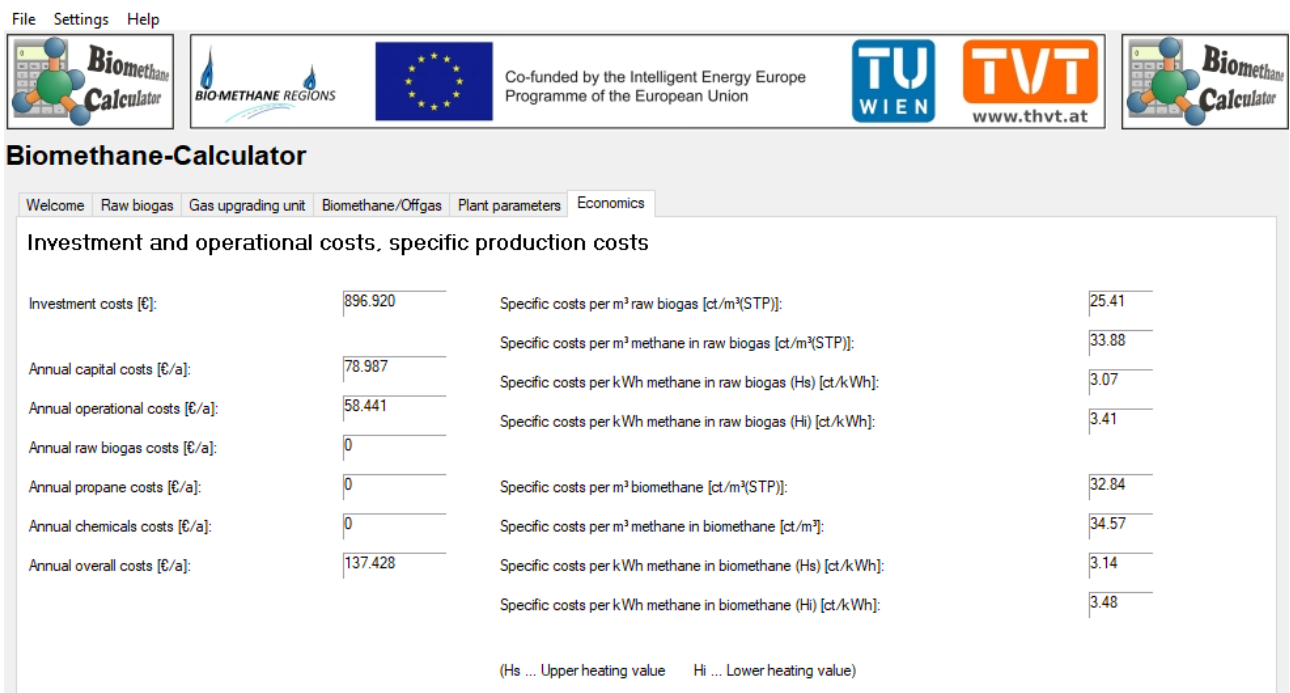 File Settings Help
Biomethane Calculator
BIO-METHANE REGIONS
Co-funded by the Intelligent Energy Europe
Programme of the European Union
TU
WIEN
TVT
www.thvt.at
Biomethane Calculator
Biomethane-Calculator
Welcome Raw biogas Gas upgrading unit Biomethane/Offgas Plant parameters Economics
Investment and operational costs, specific production costs
Investment costs [€]: 896.920
Specific costs per m³ raw biogas [ct/m³(STP)]: 25.41
Specific costs per m³ methane in raw biogas [ct/m³(STP)]: 33.88
Annual capital costs [€/a]: 78.987
Specific costs per kWh methane in raw biogas (Hs) [ct/kWh]: 3.07
Annual operational costs [€/a]: 58.441
Specific costs per kWh methane in raw biogas (Hi) [ct/kWh]: 3.41
Annual raw biogas costs [€/a]: 0
Annual propane costs [€/a]: 0
Specific costs per m³ biomethane [ct/m³(STP)]: 32.84
Annual chemicals costs [€/a]: 0
Specific costs per m³ methane in biomethane [ct/m³]: 34.57
Annual overall costs [€/a]: 137.428
Specific costs per kWh methane in biomethane (Hs) [ct/kWh]: 3.14
Specific costs per kWh methane in biomethane (Hi) [ct/kWh]: 3.48
(Hs ... Upper heating value Hi ... Lower heating value)